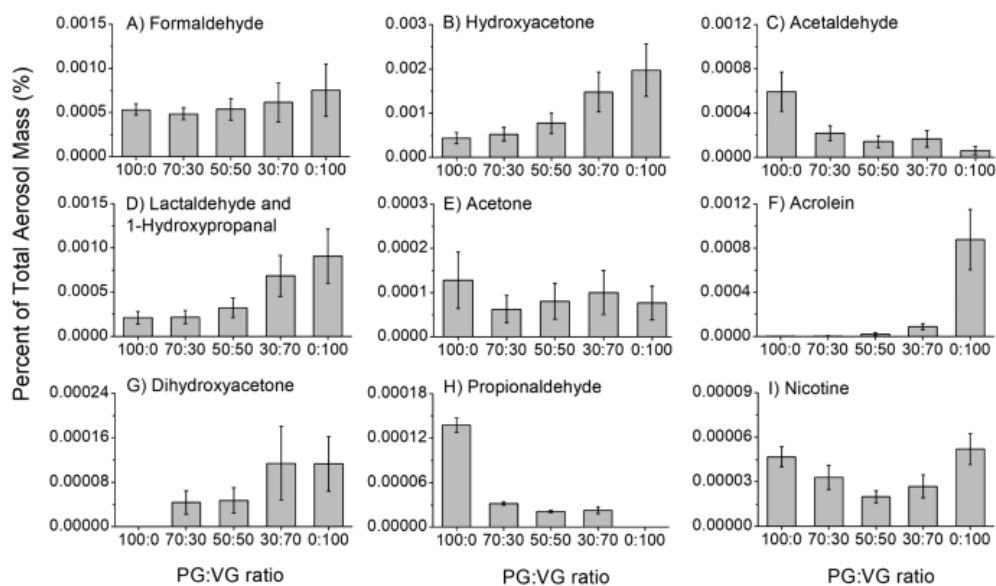 Percent of Total Aerosol Mass (%)
A) Formaldehyde
0.0015
0.0010
0.0005
0.0000
100:0 70:30 50:50 30:70 0:100
B) Hydroxyacetone
0.003
0.002
0.001
0.000
100:0 70:30 50:50 30:70 0:100
C) Acetaldehyde
0.0012
0.0008
0.0004
0.0000
100:0 70:30 50:50 30:70 0:100
D) Lactaldehyde and
1-Hydroxypropanal
0.0015
0.0010
0.0005
0.0000
100:0 70:30 50:50 30:70 0:100
E) Acetone
0.0003
0.0002
0.0001
0.0000
100:0 70:30 50:50 30:70 0:100
F) Acrolein
0.0012
0.0008
0.0004
0.0000
100:0 70:30 50:50 30:70 0:100
G) Dihydroxyacetone
0.00024
0.00016
0.00008
0.00000
100:0 70:30 50:50 30:70 0:100
PG:VG ratio
H) Propionaldehyde
0.00018
0.00012
0.00006
0.00000
100:0 70:30 50:50 30:70 0:100
PG:VG ratio
I) Nicotine
0.00009
0.00006
0.00003
0.00000
100:0 70:30 50:50 30:70 0:100
PG:VG ratio